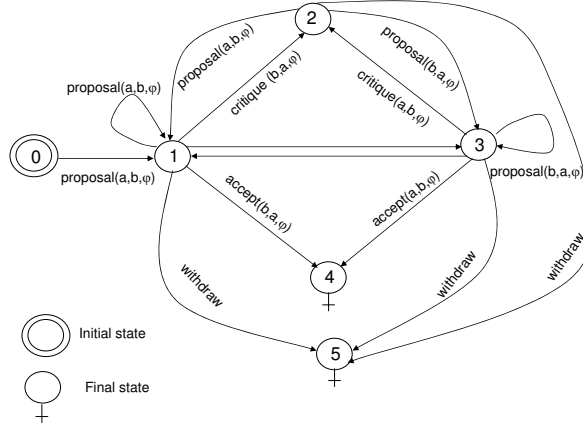 2
proposal(a,b,φ)
proposal(b,a,φ)
critique (b,a,φ)
critique(a,b,φ)
proposal(a,b,φ)
0
1
3
proposal(a,b,φ)
proposal(b,a,φ)
accept(b,a,φ)
accept(a,b,φ)
withdraw
withdraw
withdraw
4
5
Initial state
Final state